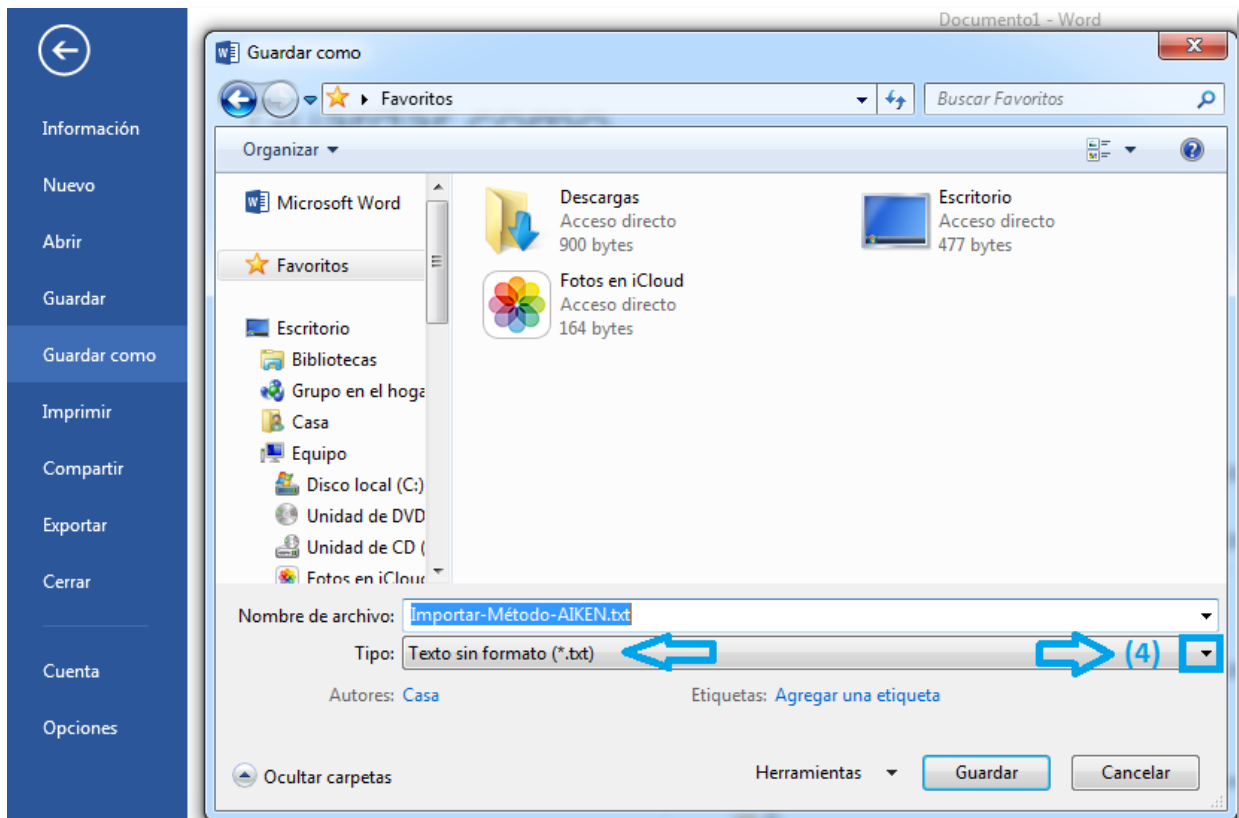 Documento1 - Word
Guardar como
Favoritos
Buscar Favoritos
Organizar
Información
Nuevo
Abrir
Guardar
Guardar como
Imprimir
Compartir
Exportar
Cerrar
Cuenta
Opciones
Microsoft Word
Favoritos
Escritorio
Bibliotecas
Grupo en el hoga
Casa
Equipo
Disco local (C:)
Unidad de DVD
Unidad de CD (
Fotos en iCloud
Descargas
Acceso directo
900 bytes
Escritorio
Acceso directo
477 bytes
Fotos en iCloud
Acceso directo
164 bytes
Nombre de archivo: Importar-Método-AIKEN.txt
Tipo: Texto sin formato (*.txt)
(4)
Autores: Casa
Etiquetas: Agregar una etiqueta
Ocultar carpetas
Herramientas
Guardar
Cancelar